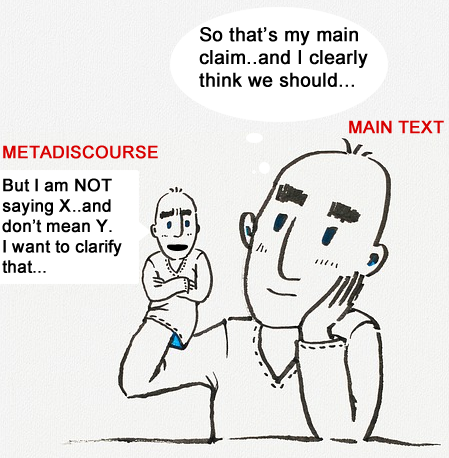 So that's my main
claim..and I clearly
think we should...
MAIN TEXT
METADISCOURSE
But I am NOT
saying X..and
don't mean Y.
I want to clarify
that...